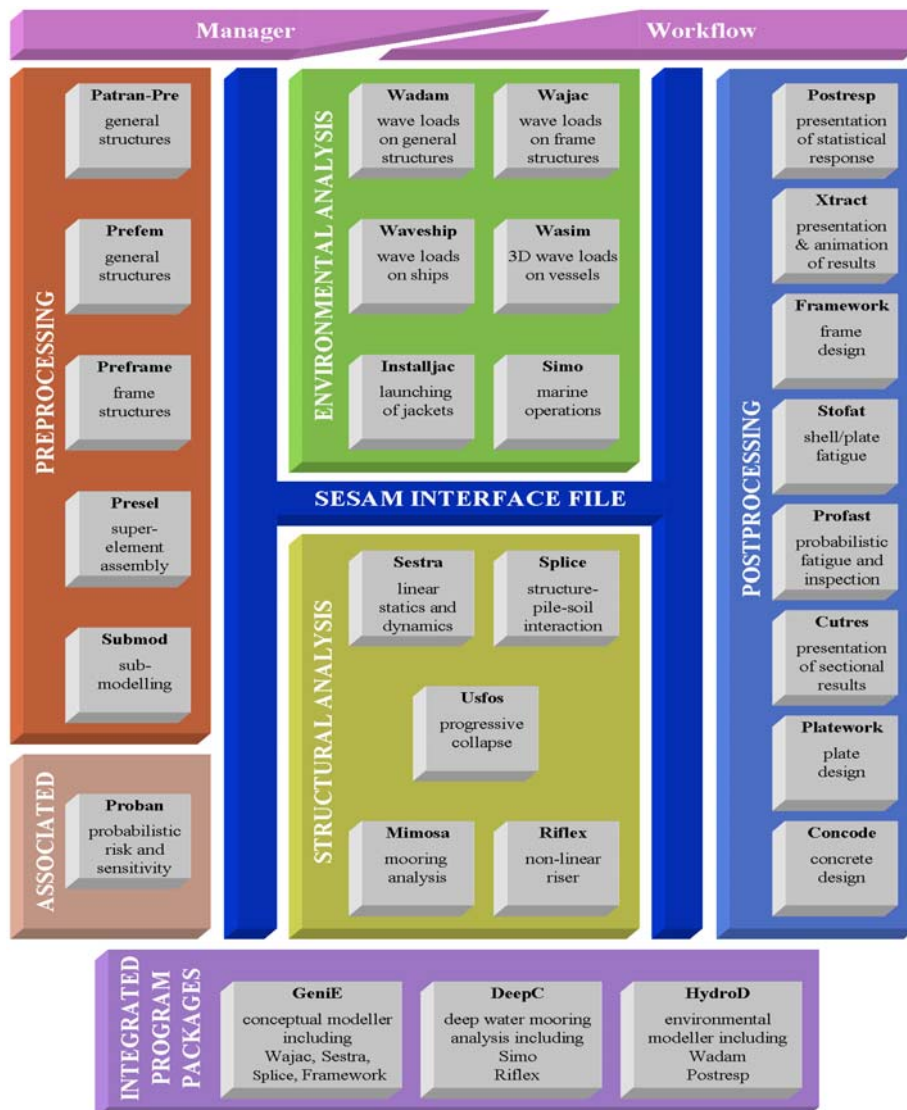 Manager
Workflow
PREPROCESSING
Patran-Pre
general
structures
Prefem
general
structures
Preframe
frame
structures
Presel
super-
element
assembly
Submod
sub-
modelling
ASSOCIATED
Proban
probabilistic
risk and
sensitivity
ENVIRONMENTAL ANALYSIS
Wadam
wave loads
on general
structures
Wajac
wave loads
on frame
structures
Waveship
wave loads
on ships
Wasim
3D wave loads
on vessels
Installjac
launching
of jackets
Simo
marine
operations
SESAM INTERFACE FILE
STRUCTURAL ANALYSIS
Sestra
linear
statics and
dynamics
Splice
structure-
pile-soil
interaction
Usfos
progressive
collapse
Mimosa
mooring
analysis
Riflex
non-linear
riser
POSTPROCESSING
Postresp
presentation
of statistical
response
Xtract
presentation
& animation
of results
Framework
frame
design
Stofat
shell/plate
fatigue
Profast
probabilistic
fatigue and
inspection
Cutres
presentation
of sectional
results
Platework
plate
design
Concode
concrete
design
INTEGRATED
PROGRAM
PACKAGES
GeniE
conceptual modeller
including
Wajac, Sestra,
Splice, Framework
DeepC
deep water mooring
analysis including
Simo
Riflex
HydroD
environmental
modeller including
Wadam
Postresp